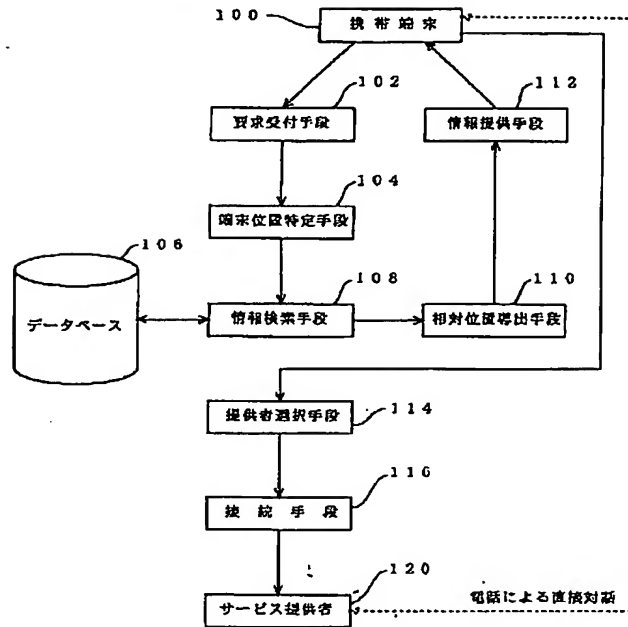 100
携帯端末
102
要求受付手段
112
情報提供手段
104
端末位置特定手段
106
データベース
108
情報検索手段
110
相対位置導出手段
提供者選択手段
114
接続手段
116
120
サービス提供者
電話による直接対話